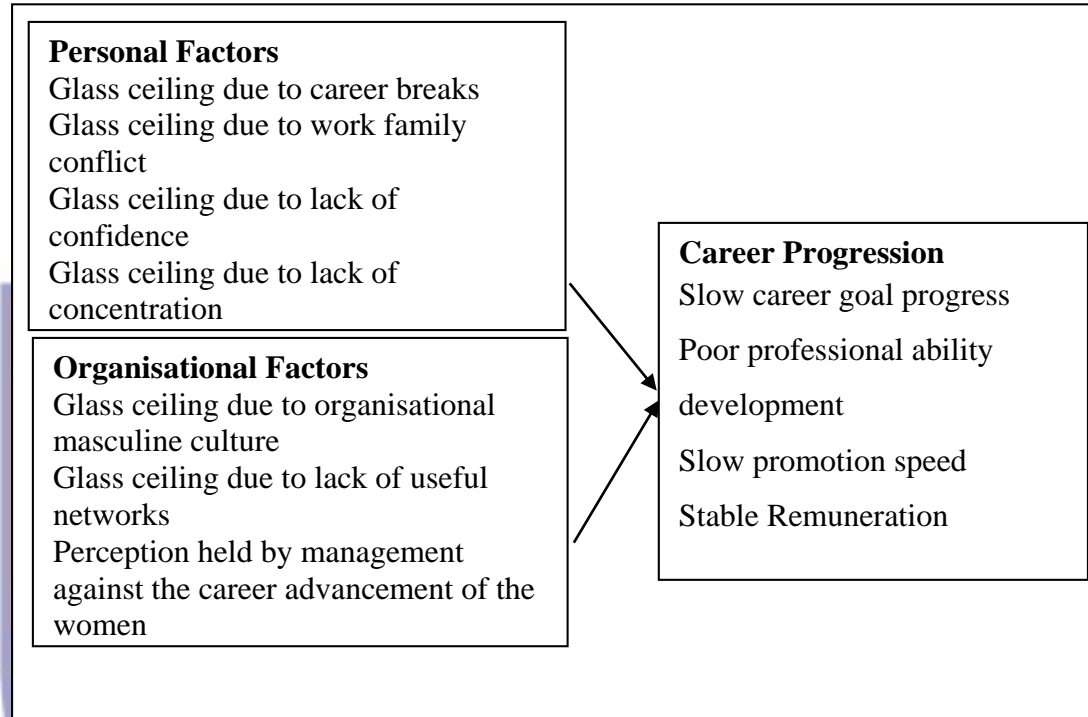 Personal Factors
Glass ceiling due to career breaks
Glass ceiling due to work family
conflict
Glass ceiling due to lack of
confidence
Glass ceiling due to lack of
concentration
Organisational Factors
Glass ceiling due to organisational
masculine culture
Glass ceiling due to lack of useful
networks
Perception held by management
against the career advancement of the
women
Career Progression
Slow career goal progress
Poor professional ability
development
Slow promotion speed
Stable Remuneration